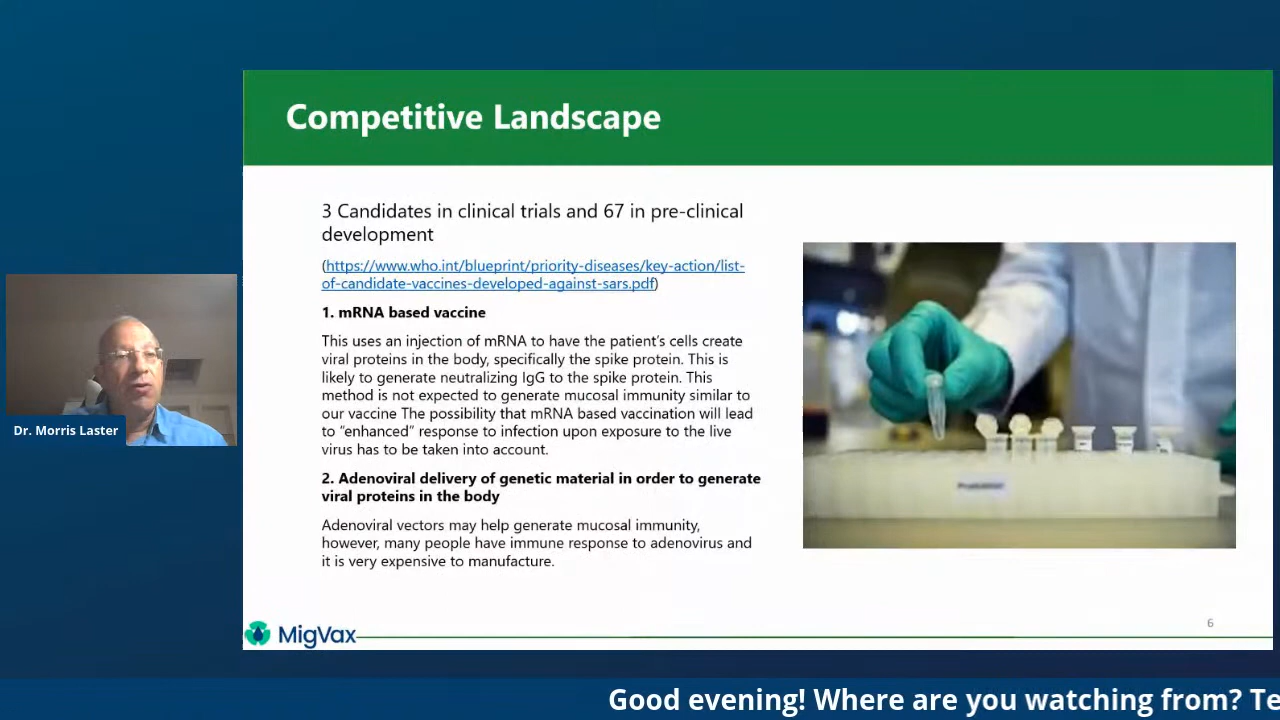 Competitive Landscape
3 Candidates in clinical trials and 67 in pre-clinical
development
(https://www.who.int/blueprint/priority-diseases/key-action/list-
of-candidate-vaccines-developed-against-sars.pdf)
1. mRNA based vaccine
This uses an injection of mRNA to have the patient's cells create
viral proteins in the body, specifically the spike protein. This is
likely to generate neutralizing IgG to the spike protein. This
method is not expected to generate mucosal immunity similar to
our vaccine The possibility that mRNA based vaccination will lead
to “enhanced” response to infection upon exposure to the live
virus has to be taken into account.
2. Adenoviral delivery of genetic material in order to generate
viral proteins in the body
Adenoviral vectors may help generate mucosal immunity,
however, many people have immune response to adenovirus and
it is very expensive to manufacture.
Dr. Morris Laster
6
MigVax
Good evening! Where are you watching from? Te